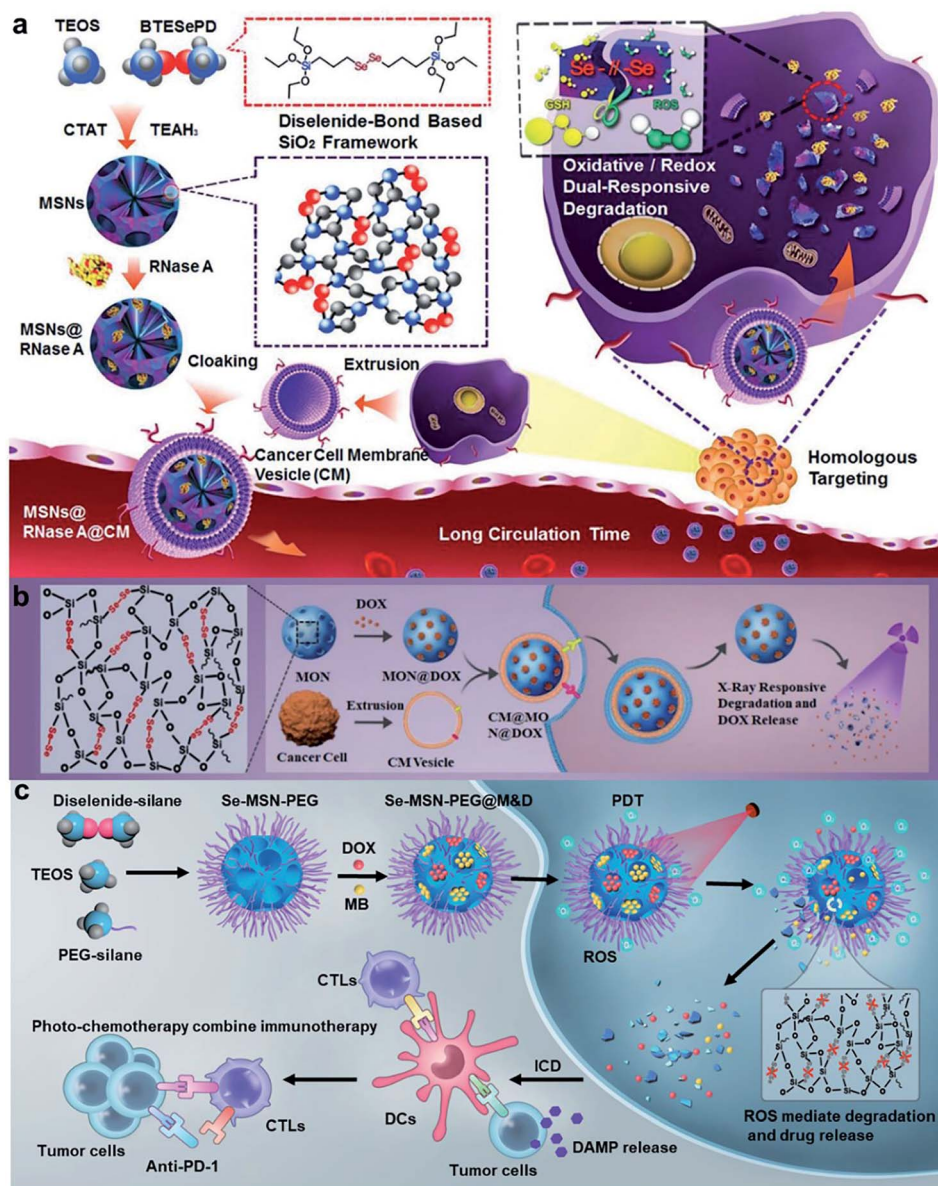 a
TEOS
BTESePD
O
O
Si
O
Se
Se
O
Si
O
O
Diselenide-Bond Based
SiO₂ Framework
CTAT
TEAH₃
MSNs
RNase A
MSNs@
RNase A
Cloaking
Extrusion
Cancer Cell Membrane
Vesicle (CM)
MSNs@
RNase A@CM
Long Circulation Time
Homologous
Targeting
Se-//-Se
GSH
ROS
Oxidative / Redox
Dual-Responsive
Degradation
b
MON
DOX
MON@DOX
Cancer Cell
Extrusion
CM Vesicle
CM@MO
N@DOX
X-Ray Responsive
Degradation and
DOX Release
c
Diselenide-silane
TEOS
PEG-silane
Se-MSN-PEG
DOX
MB
Se-MSN-PEG@M&D
PDT
ROS
ROS mediate degradation
and drug release
CTLs
Photo-chemotherapy combine immunotherapy
ICD
DCs
DAMP release
Tumor cells
CTLs
Anti-PD-1
Tumor cells